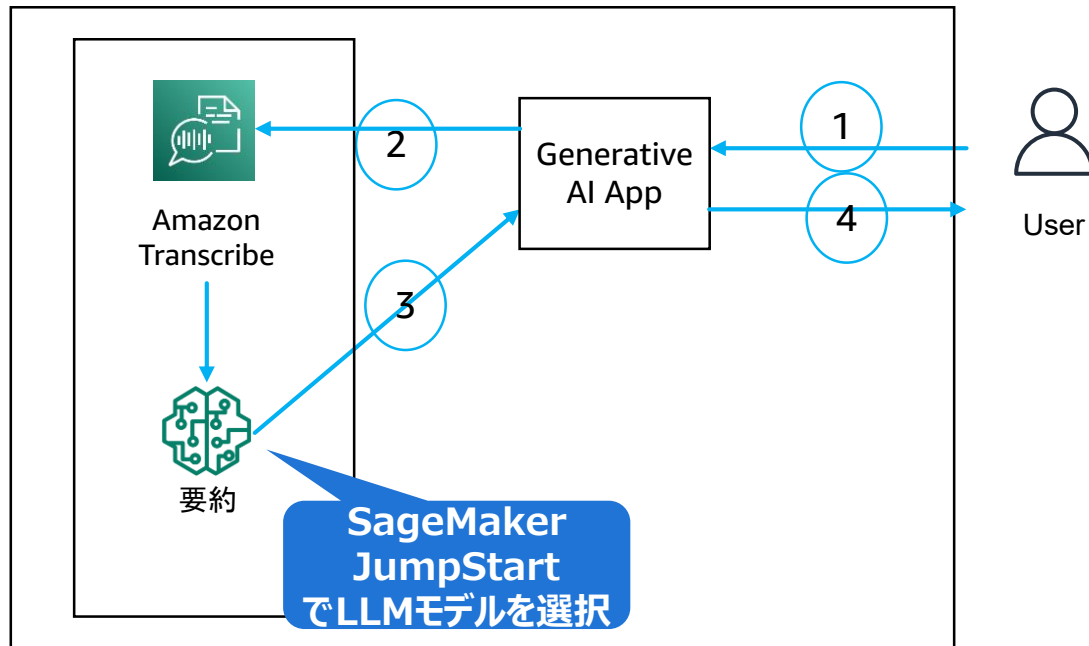 1
2
Generative
AI App
4
User
Amazon
Transcribe
3
要約
SageMaker
JumpStart
でLLMモデルを選択